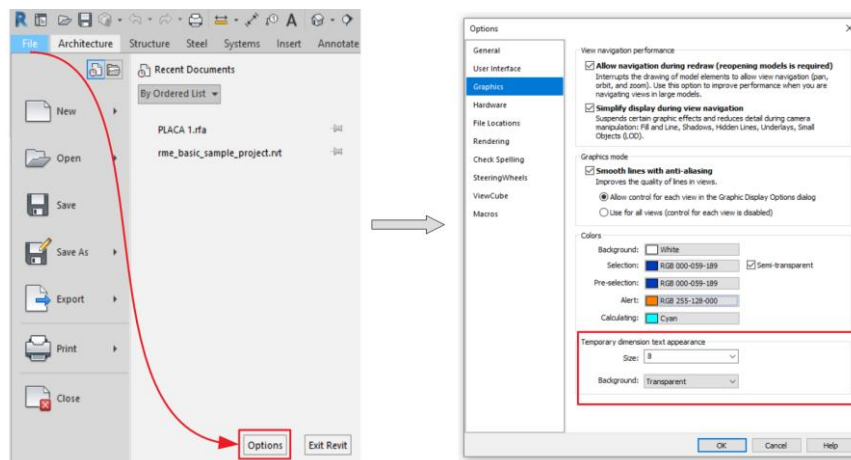 File Architecture Structure Steel Systems Insert Annotate
Recent Documents
By Ordered List
New
PLACA 1.rfa
rme_basic_sample_project.rvt
Open
Save
Save As
Export
Print
Close
Options Exit Revit
Options
General
User Interface
Graphics
Hardware
File Locations
Rendering
Check Spelling
SteeringWheels
ViewCube
Macros
View navigation performance
Allow navigation during redraw (reopening models is required)
Interrupts the drawing of model elements to allow view navigation (pan,
orbit, and zoom). Use this option to improve performance when you are
navigating views in large models.
Simplify display during view navigation
Suspends certain graphic effects and reduces detail during camera
manipulation: Fill and Line, Shadows, Hidden Lines, Underlays, Small
Objects (LOD).
Graphics mode
Smooth lines with anti-aliasing
Improves the quality of lines in views.
Allow control for each view in the Graphic Display Options dialog
Use for all views (control for each view is disabled)
Colors
Background: White
Selection: RGB 000-059-189 Semi-transparent
Pre-selection: RGB 000-059-189
Alert: RGB 255-128-000
Calculating: Cyan
Temporary dimension text appearance
Size: 8
Background: Transparent
OK Cancel Help